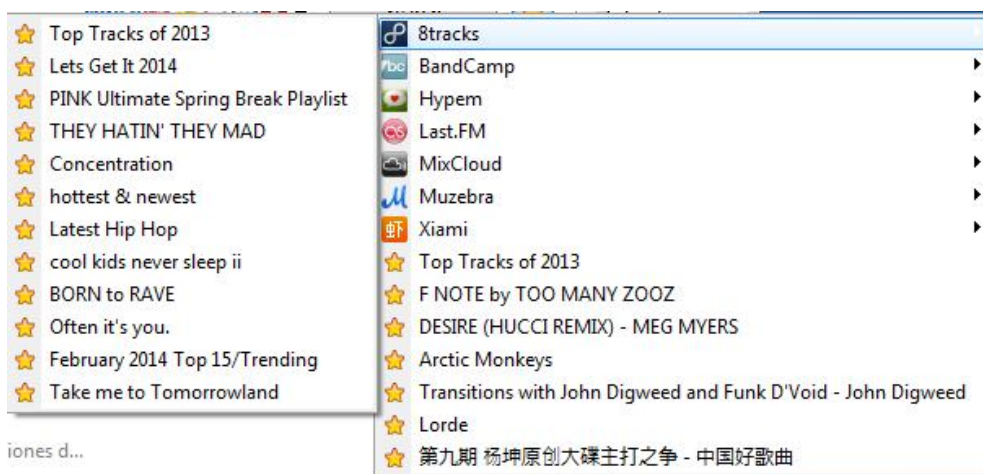 Top Tracks of 2013
Lets Get It 2014
PINK Ultimate Spring Break Playlist
THEY HATIN' THEY MAD
Concentration
hottest & newest
Latest Hip Hop
cool kids never sleep ii
BORN to RAVE
Often it's you.
February 2014 Top 15/Trending
Take me to Tomorrowland
iones d...
8tracks
bc BandCamp
Hypem
Last.FM
MixCloud
Muzebra
虾 Xiami
Top Tracks of 2013
F NOTE by TOO MANY ZOOZ
DESIRE (HUCCI REMIX) - MEG MYERS
Arctic Monkeys
Transitions with John Digweed and Funk D'Void - John Digweed
Lorde
第九期 杨坤原创大碟主打之争 - 中国好歌曲